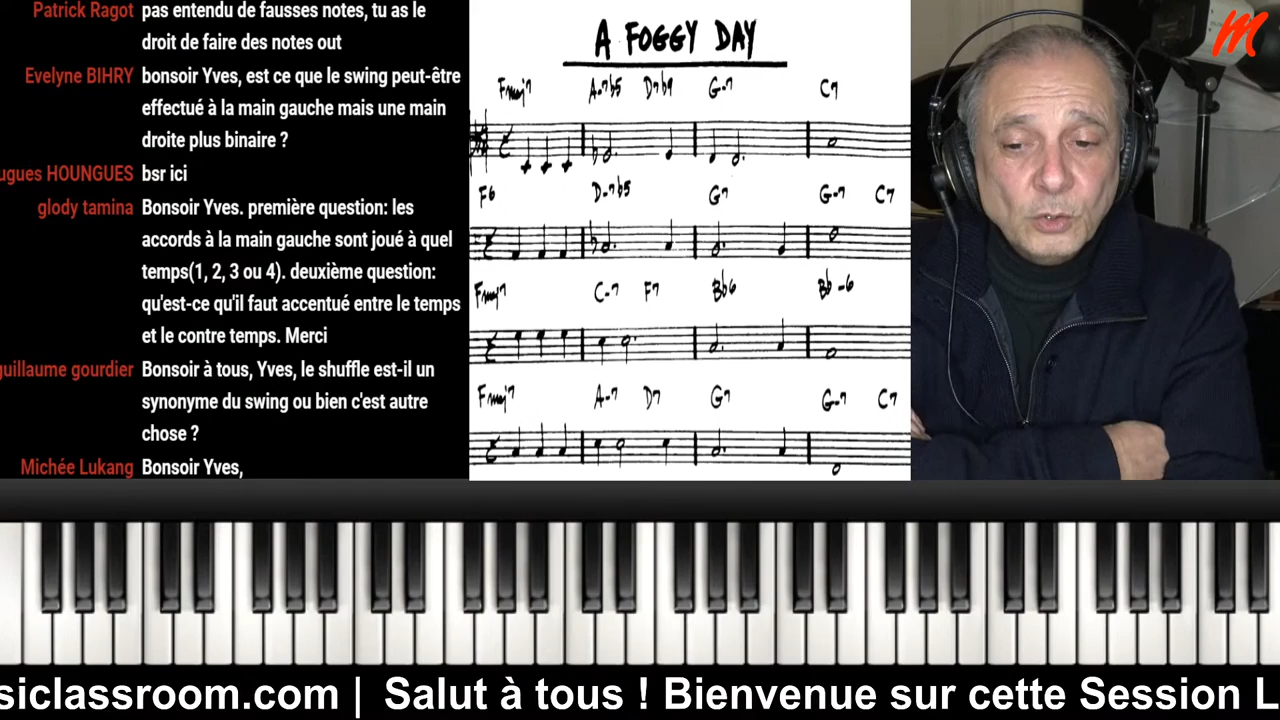 Patrick Ragot pas entendu de fausses notes, tu as le
droit de faire des notes out
Evelyne BIHRY bonsoir Yves, est ce que le swing peut-être
effectué à la main gauche mais une main
droite plus binaire ?
ugues HOUNGUES bsr ici
glody tamina Bonsoir Yves. première question: les
accords à la main gauche sont joué à quel
temps(1, 2, 3 ou 4). deuxième question:
qu'est-ce qu'il faut accentué entre le temps
et le contre temps. Merci
guillaume gourdier Bonsoir à tous, Yves, le shuffle est-il un
synonyme du swing ou bien c'est autre
chose ?
Michée Lukang Bonsoir Yves,
A FOGGY DAY
Fmaj7 A-7b5 D7b9 G-7 C7
F6 D-7b5 G7 G-7 C7
Fmaj7 C-7 F7 Bb6 Bb-6
Fmaj7 A-7 D7 G7 G-7 C7
M
siclassroom.com | Salut à tous ! Bienvenue sur cette Session L